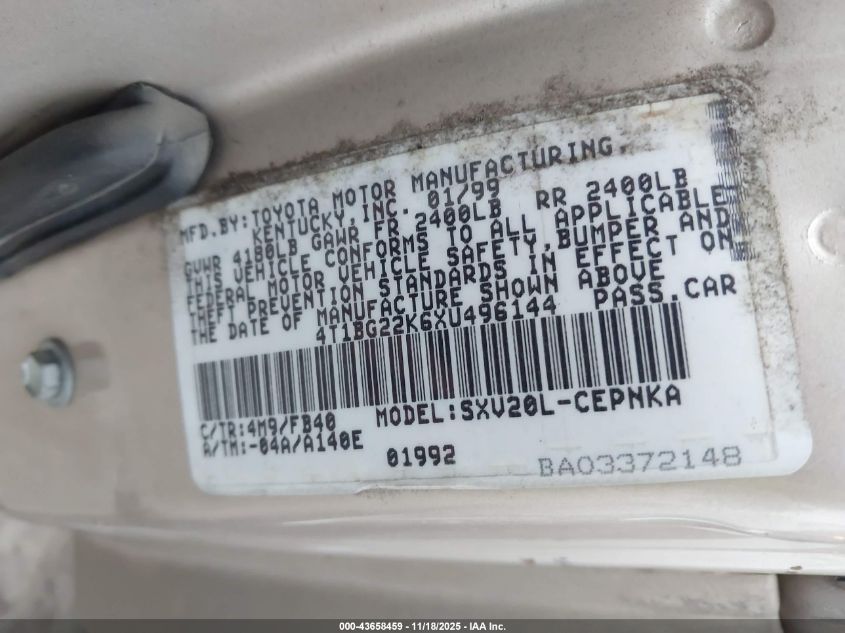 MFD.BY:TOYOTA MOTOR MANUFACTURING,
KENTUCKY,INC. 01/99
GVWR 4180LB GAWR FR 2400LB RR 2400LB
THIS VEHICLE CONFORMS TO ALL APPLICABLE
FEDERAL MOTOR VEHICLE SAFETY,BUMPER AND
THEFT PREVENTION STANDARDS IN EFFECT ON
THE DATE OF MANUFACTURE SHOWN ABOVE
4T1BG22K6XU496144 PASS.CAR
C/TR:4M9/FB40 MODEL:SXV20L-CEPNKA
A/TM:-04A/A140E
01992
BA03372148
000-43658459 - 11/18/2025 - IAA Inc.